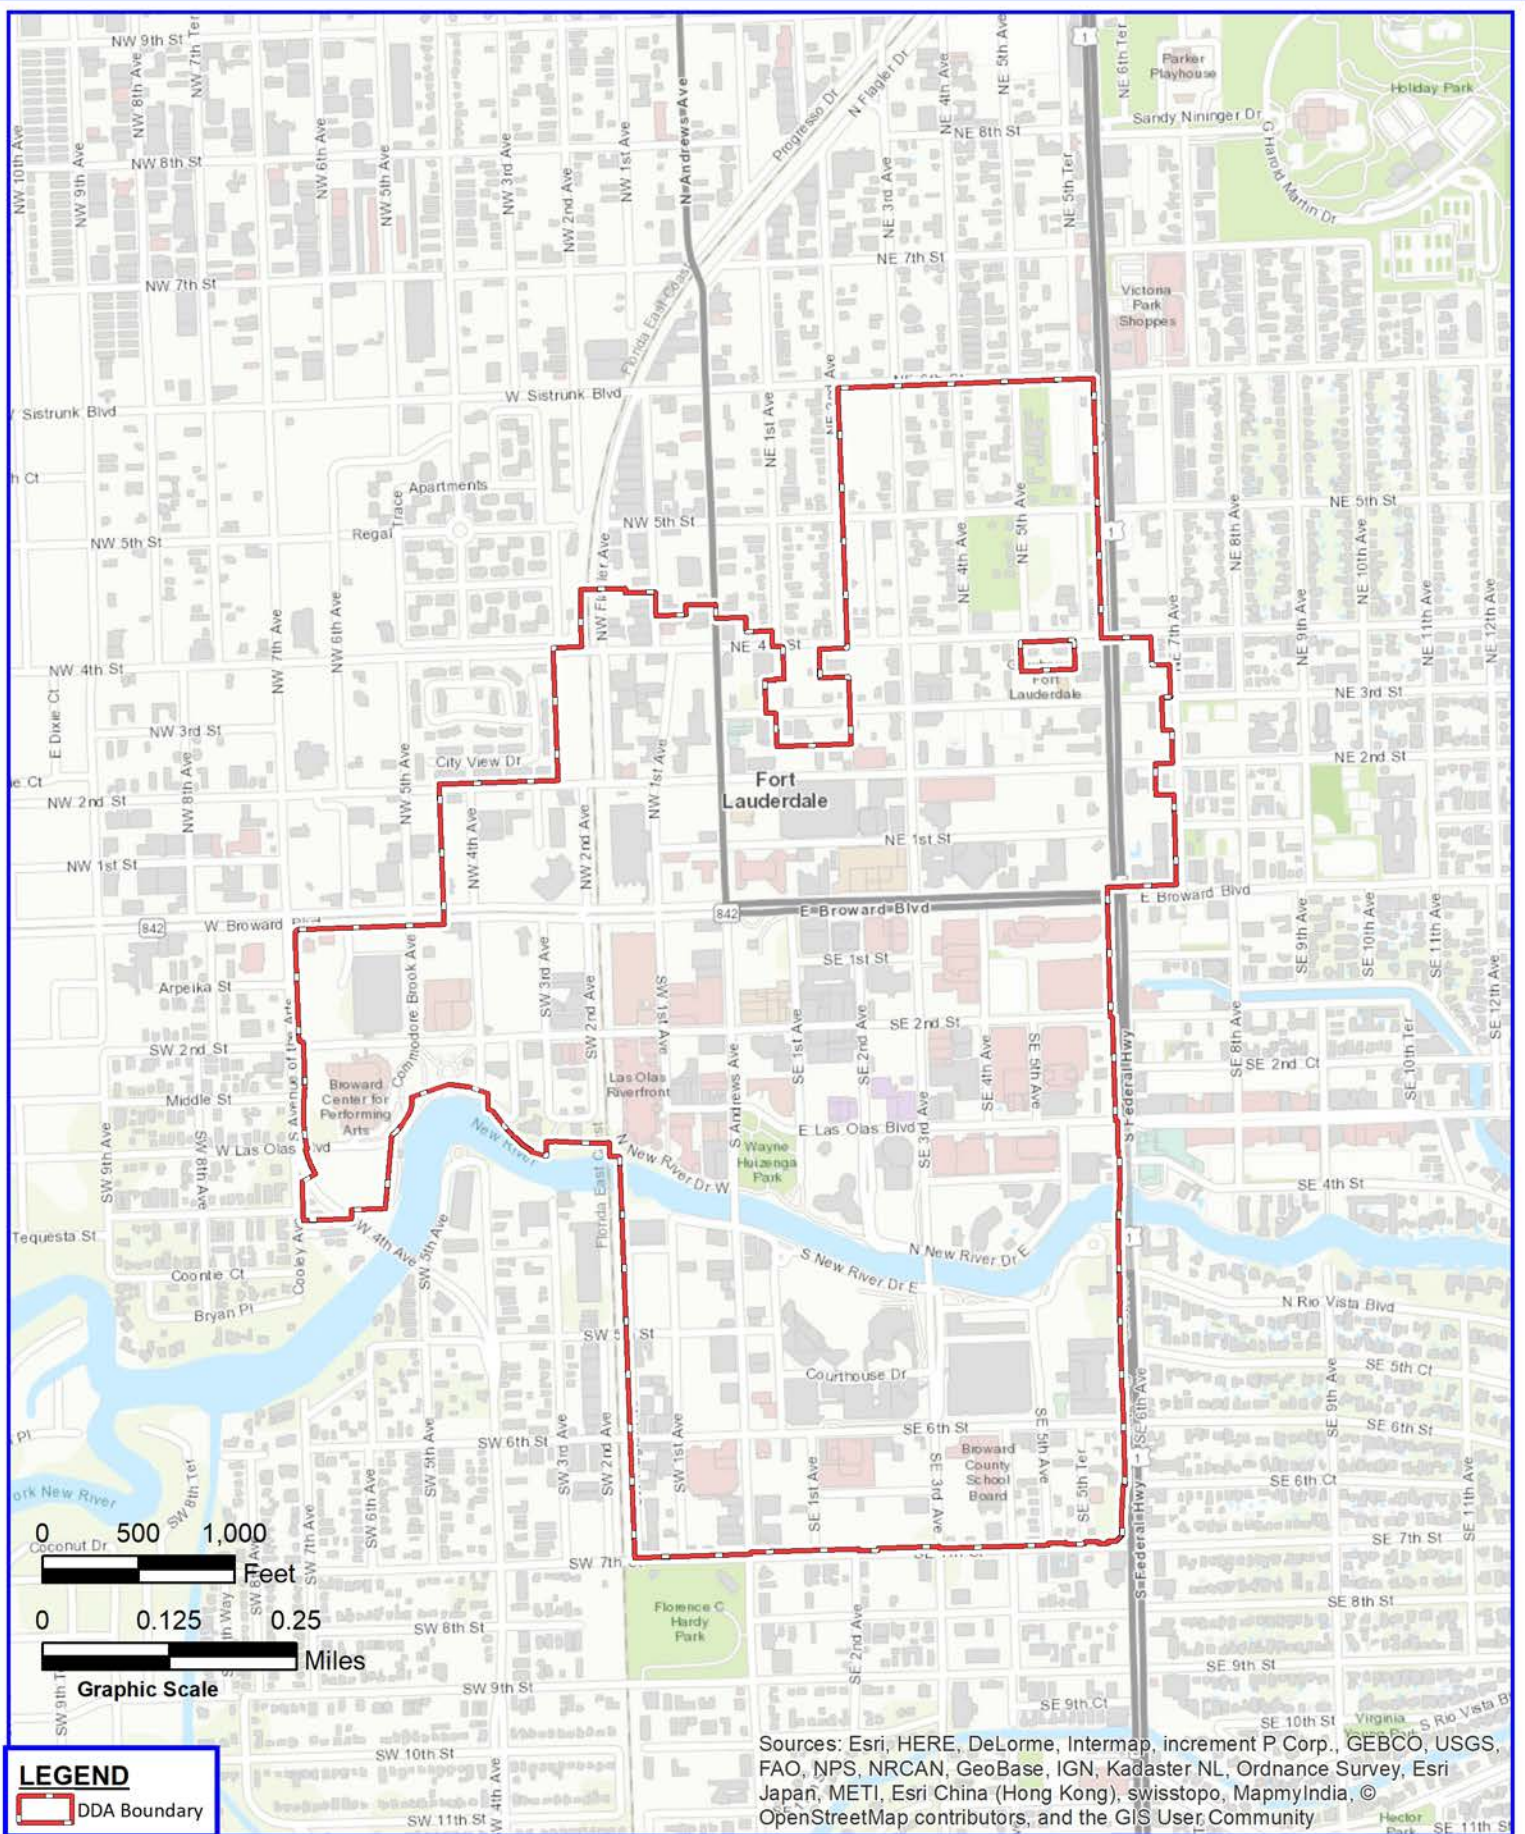 NW 9th St
NW 7th Ter
NW 8th Ave
N Andrews Ave
Progresso Dr
N Flagler Dr
NE 4th Ave
NE 5th Ave
1
NE 6th Ter
Parker
Playhouse
Holiday Park
Sandy Nininger Dr
G Harold Martin Dr
NE 8th St
NW 10th Ave
NW 9th Ave
NW 8th St
NW 6th Ave
NW 5th Ave
NW 3rd Ave
NW 2nd Ave
NW 1st Ave
NE 3rd Ave
NE 5th Ter
NE 7th St
NW 7th St
Florida East Coast
Victoria
Park
Shoppes
W Sistrunk Blvd
Sistrunk Blvd
NE 1st Ave
h Ct
Apartments
Regal
Trace
NW 5th St
NW 5th St
NE 4th Ave
NE 5th Ave
1
NE 8th Ave
NE 5th St
NE 10th Ave
NW 7th Ave
NW 6th Ave
NE 9th Ave
NE 11th Ave
NE 12th Ave
NW 4th St
Fort
Lauderdale
NE 3rd St
E Dixie Ct
NW 3rd St
City View Dr
NW 5th Ave
NW 1st Ave
Fort
Lauderdale
NE 2nd St
e Ct
NW 2nd St
NW 8th Ave
NW 4th Ave
NW 2nd Ave
NE 1st St
NW 1st St
842
W Broward
842
E Broward Blvd
E Broward Blvd
SE 9th Ave
SE 10th Ave
SE 11th Ave
SE 12th Ave
Arpeika St
Commodore Brook Ave
SW 3rd Ave
SW 2nd Ave
SW 1st Ave
SE 1st St
SE 2nd St
SW 2nd St
S Avenue of the Arts
Middle St
Broward
Center for
Performing
Arts
Las Olas
Riverfront
S Andrews Ave
SE 1st Ave
SE 2nd Ave
SE 4th Ave
SE 5th Ave
S Federal Hwy
SE 8th Ave
SE 2nd Ct
SE 10th Ter
W Las Olas
SW 9th Ave
SW 8th Ave
New River
N New River Dr W
Wayne
Huizenga
Park
E Las Olas Blvd
SE 3rd Ave
SE 4th St
Tequesta St
Cooley Av
SW 5th Ave
Coontie Ct
Bryan Pl
S New River Dr E
N New River Dr E
1
N Rio Vista Blvd
Courthouse Dr
SE 5th Ct
SE 9th Ave
SE 6th St
SE 6th St
SE 6th Ave
SW 6th St
SW 5th Ave
SW 3rd Ave
SW 2nd Ave
SW 1st Ave
SE 1st Ave
SE 3rd Ave
Broward
County
School
Board
SE 5th Ave
SE 5th Ter
1
SE 6th Ct
SE 11th Ave
SW 8th Ter
SW 7th Ave
SW 6th Ave
ork New River
Coconut Dr
0 500 1,000
Feet
SE 7th St
S Federal Hwy
0 0.125 0.25
Miles
Graphic Scale
Florence C
Hardy
Park
SW 8th St
SE 2nd Ave
SE 8th St
SE 9th St
SW 9th St
SE 9th Ct
SE 10th St
Virginia
SW 10th St
SW 11th St
LEGEND
DDA Boundary
Sources: Esri, HERE, DeLorme, Intermap, increment P Corp., GEBCO, USGS,
FAO, NPS, NRCAN, GeoBase, IGN, Kadaster NL, Ordnance Survey, Esri
Japan, METI, Esri China (Hong Kong), swisstopo, MapmyIndia, ©
OpenStreetMap contributors, and the GIS User Community
Hector
SE 11th S